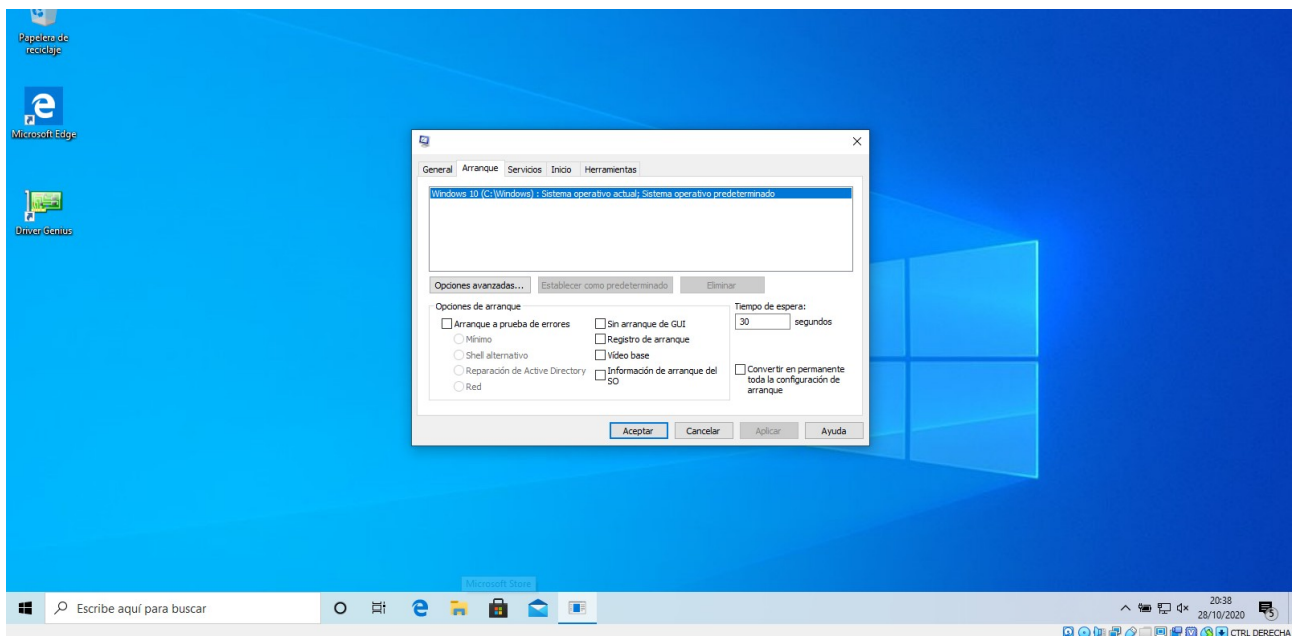 Papelera de
reciclaje
Microsoft Edge
Driver Genius
General Arranque Servicios Inicio Herramientas
Windows 10 (C:\Windows) : Sistema operativo actual; Sistema operativo predeterminado
Opciones avanzadas... Establecer como predeterminado Eliminar
Opciones de arranque
Tiempo de espera:
Arranque a prueba de errores
Mínimo
Shell alternativo
Reparación de Active Directory
Red
Sin arranque de GUI
Registro de arranque
Vídeo base
Información de arranque del
SO
30 segundos
Convertir en permanente
toda la configuración de
arranque
Aceptar Cancelar Aplicar Ayuda
Microsoft Store
Escribe aquí para buscar
20:38
28/10/2020
5
CTRL DERECHA